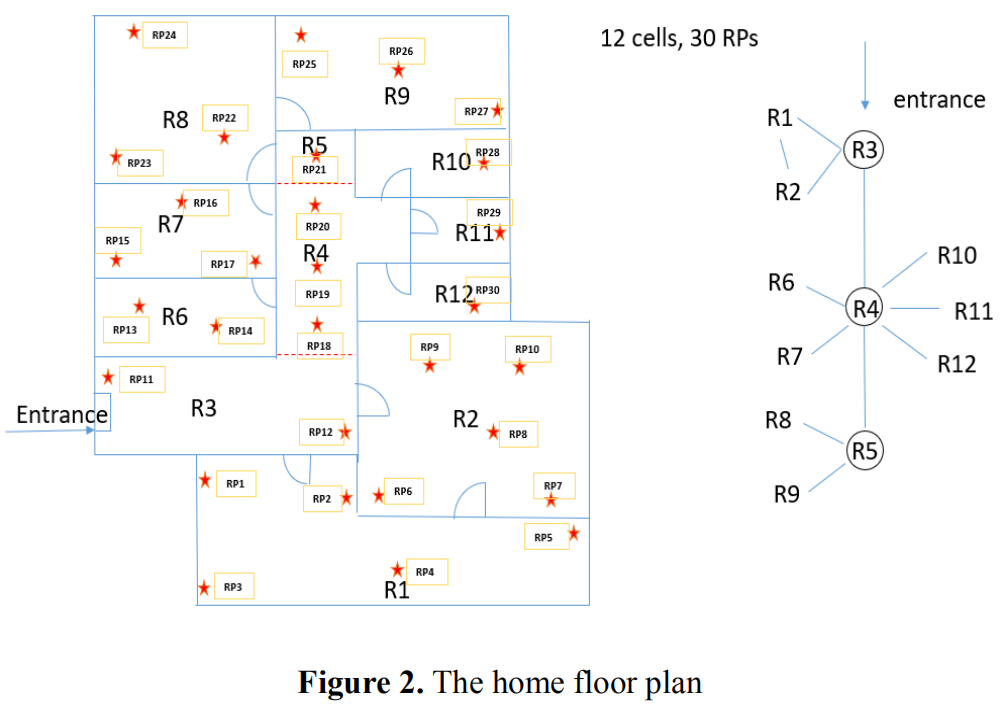 RP24
RP25
RP26
R9
RP27
R8
RP22
RP23
R5
RP21
R10
RP28
RP16
R7
RP15
RP17
RP20
R4
RP19
RP29
R11
R12
RP30
RP13
R6
RP14
RP18
RP11
R3
Entrance
RP12
RP9
RP10
R2
RP8
RP1
RP2
RP6
RP7
RP5
RP3
RP4
R1
12 cells, 30 RPs
entrance
R1
R3
R2
R10
R6
R4
R11
R7
R12
R8
R5
R9
Figure 2. The home floor plan